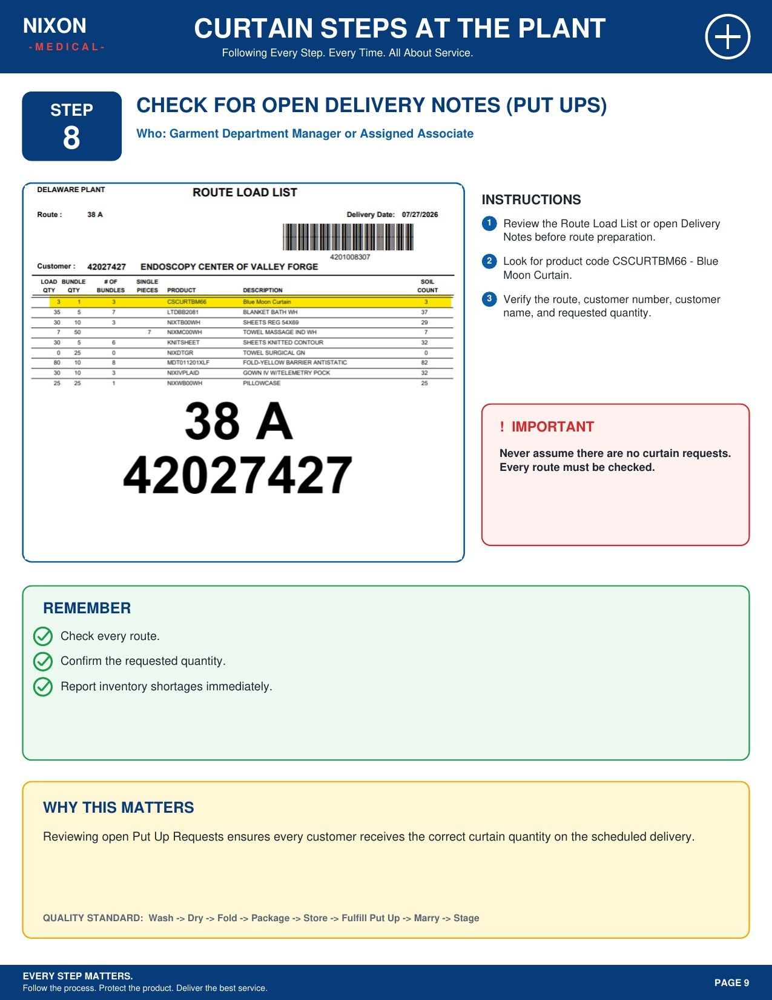 NIXON
-MEDICAL-
CURTAIN STEPS AT THE PLANT
Following Every Step. Every Time. All About Service.
STEP
8
CHECK FOR OPEN DELIVERY NOTES (PUT UPS)
Who: Garment Department Manager or Assigned Associate
DELAWARE PLANT
ROUTE LOAD LIST
Route : 38 A
Delivery Date: 07/27/2026
4201008307
Customer : 42027427 ENDOSCOPY CENTER OF VALLEY FORGE
LOAD BUNDLE # OF SINGLE SOIL
QTY QTY BUNDLES PIECES PRODUCT DESCRIPTION COUNT
3 1 3 CSCURTBM66 Blue Moon Curtain 3
35 5 7 LTDBB2081 BLANKET BATH WH 37
30 10 3 NIXTB00WH SHEETS REG 54X69 29
7 50 7 NIXMC00WH TOWEL MASSAGE IND WH 7
30 5 6 KNITSHEET SHEETS KNITTED CONTOUR 32
0 25 0 NIXDTGR TOWEL SURGICAL GN 0
80 10 8 MDT011201XLF FOLD-YELLOW BARRIER ANTISTATIC 82
30 10 3 NIXIVPLAID GOWN IV W/TELEMETRY POCK 32
25 25 1 NIXWB00WH PILLOWCASE 25
38 A
42027427
INSTRUCTIONS
1 Review the Route Load List or open Delivery
Notes before route preparation.
2 Look for product code CSCURTBM66 - Blue
Moon Curtain.
3 Verify the route, customer number, customer
name, and requested quantity.
! IMPORTANT
Never assume there are no curtain requests.
Every route must be checked.
REMEMBER
Check every route.
Confirm the requested quantity.
Report inventory shortages immediately.
WHY THIS MATTERS
Reviewing open Put Up Requests ensures every customer receives the correct curtain quantity on the scheduled delivery.
QUALITY STANDARD: Wash -> Dry -> Fold -> Package -> Store -> Fulfill Put Up -> Marry -> Stage
EVERY STEP MATTERS.
Follow the process. Protect the product. Deliver the best service.
PAGE 9